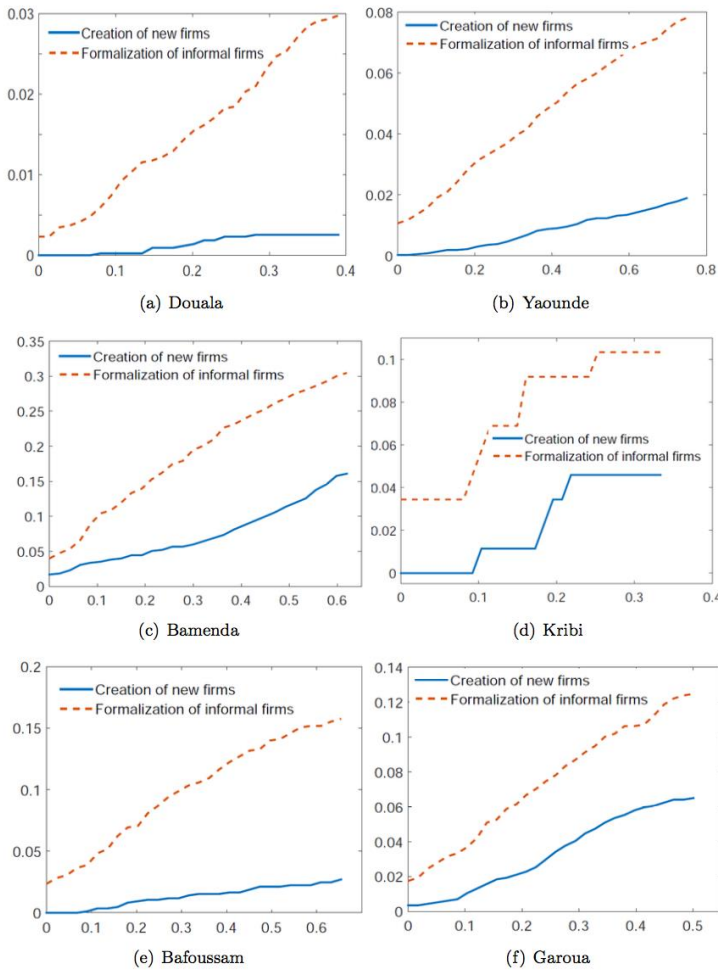 0.03
0.02
0.01
0
Creation of new firms
Formalization of informal firms
0 0.1 0.2 0.3 0.4
(a) Douala
0.08
0.06
0.04
0.02
0
Creation of new firms
Formalization of informal firms
0 0.2 0.4 0.6 0.8
(b) Yaounde
0.35
0.3
0.25
0.2
0.15
0.1
0.05
0
Creation of new firms
Formalization of informal firms
0 0.1 0.2 0.3 0.4 0.5 0.6
(c) Bamenda
0.1
0.08
0.06
0.04
0.02
0
Creation of new firms
Formalization of informal firms
0 0.1 0.2 0.3 0.4
(d) Kribi
0.2
0.15
0.1
0.05
0
Creation of new firms
Formalization of informal firms
0 0.1 0.2 0.3 0.4 0.5 0.6
(e) Bafoussam
0.14
0.12
0.1
0.08
0.06
0.04
0.02
0
Creation of new firms
Formalization of informal firms
0 0.1 0.2 0.3 0.4 0.5
(f) Garoua